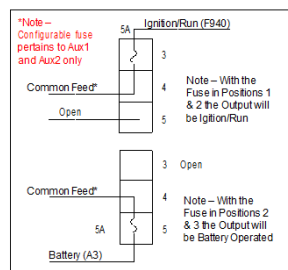 *Note –
Configurable fuse
pertains to Aux1
and Aux2 only
Ignition/Run (F940)
5A
3
Common Feed*
4
Open
5
Note – With the
Fuse in Positions 1
& 2 the Output will
be Igition/Run
3 Open
Common Feed*
4
5A
5
Note – With the
Fuse in Positions 2
& 3 the Output will
be Battery Operated
Battery (A3)